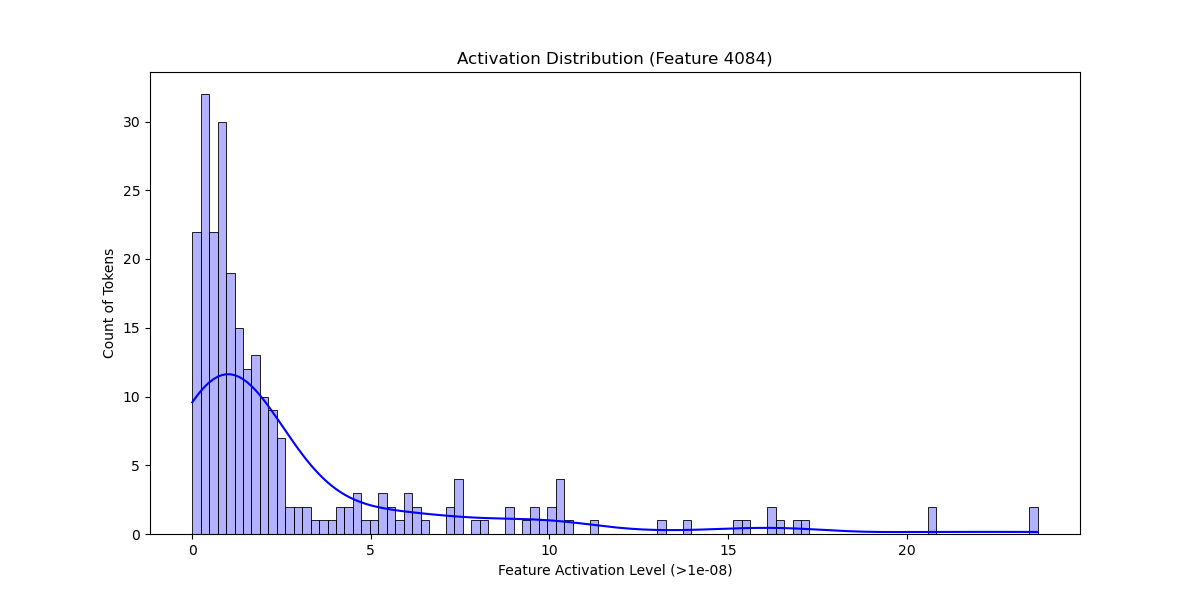 Activation Distribution (Feature 4084)
30
25
20
15
10
5
0
Count of Tokens
0 5 10 15 20
Feature Activation Level (>1e-08)